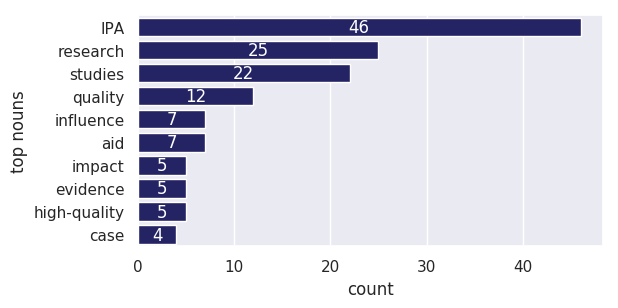 top nouns
IPA 46
research 25
studies 22
quality 12
influence 7
aid 7
impact 5
evidence 5
high-quality 5
case 4
0 10 20 30 40
count